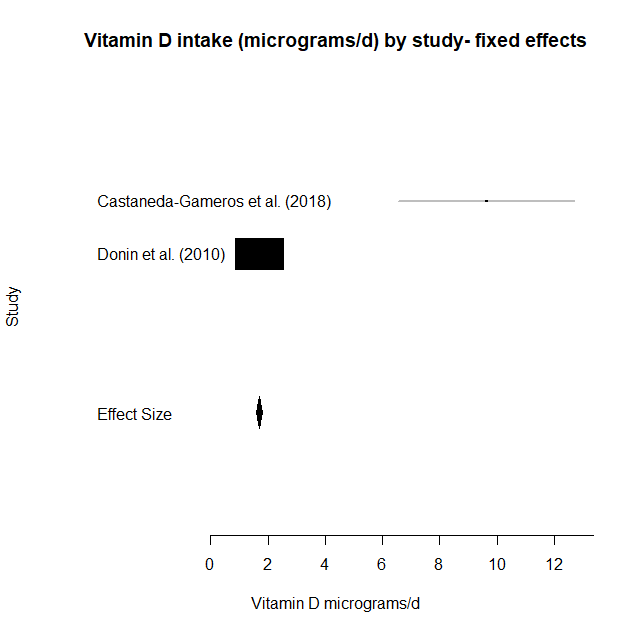 Vitamin D intake (micrograms/d) by study- fixed effects
Castaneda-Gameros et al. (2018)
Donin et al. (2010)
Study
Effect Size
0 2 4 6 8 10 12
Vitamin D micrograms/d